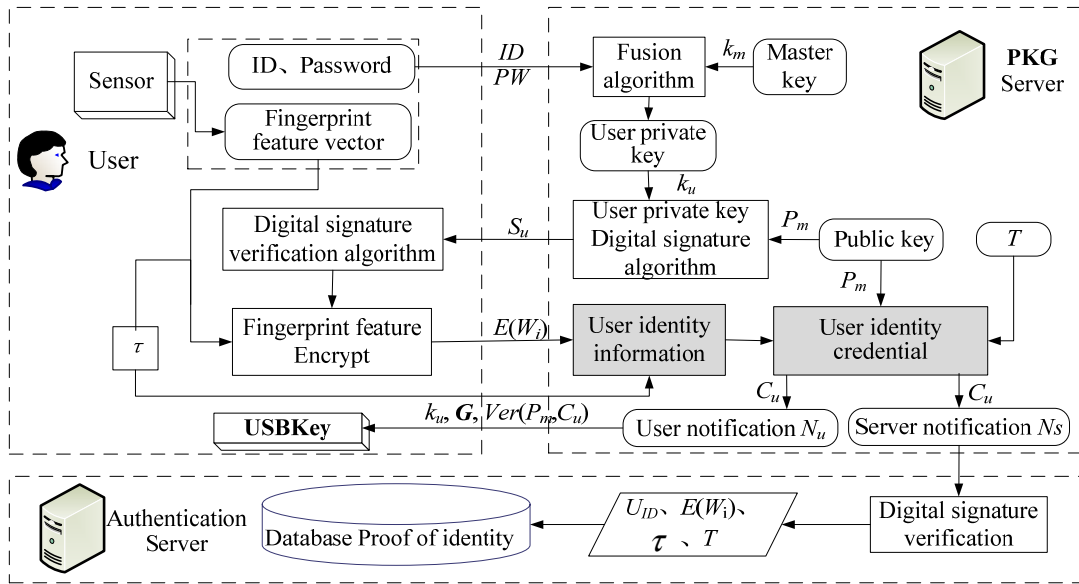 Sensor
ID、Password
Fingerprint
feature vector
User
ID
PW
Fusion
algorithm
k_m
Master
key
PKG
Server
User private
key
k_u
Digital signature
verification algorithm
S_u
User private key
Digital signature
algorithm
P_m
Public key
T
P_m
τ
Fingerprint feature
Encrypt
E(W_i)
User identity
information
User identity
credential
C_u
C_u
k_u, G, Ver(P_m,C_u)
USBKey
User notification N_u
Server notification Ns
Authentication
Server
Database Proof of identity
U_ID、E(W_i)、
τ、T
Digital signature
verification